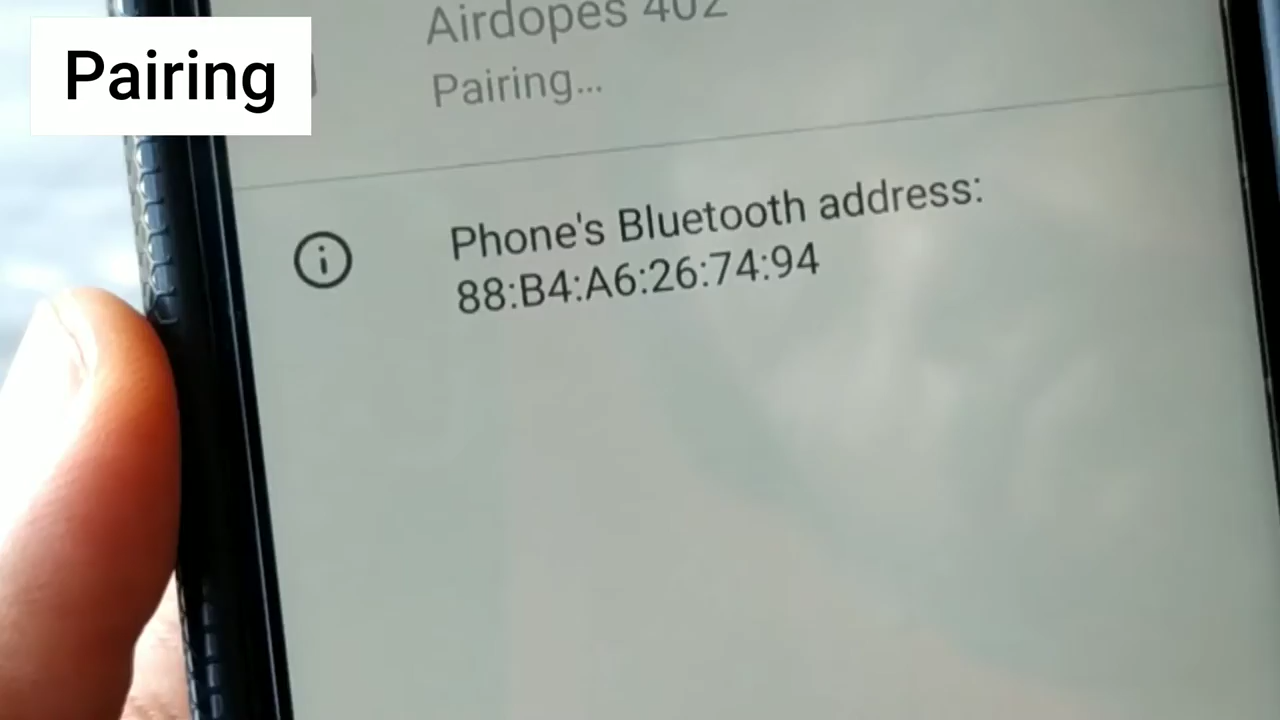 Pairing
Airdopes 402
Pairing...
Phone's Bluetooth address:
88:B4:A6:26:74:94